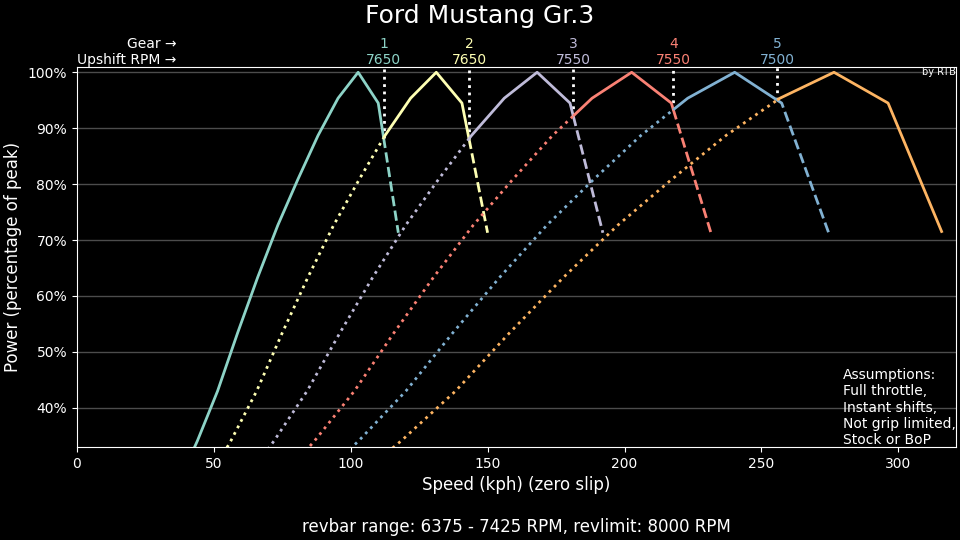 Ford Mustang Gr.3
Gear → 1 2 3 4 5
Upshift RPM → 7650 7650 7550 7550 7500
by RTB
100%
90%
80%
70%
60%
50%
40%
Power (percentage of peak)
Assumptions:
Full throttle,
Instant shifts,
Not grip limited,
Stock or BoP
0 50 100 150 200 250 300
Speed (kph) (zero slip)
revbar range: 6375 - 7425 RPM, revlimit: 8000 RPM